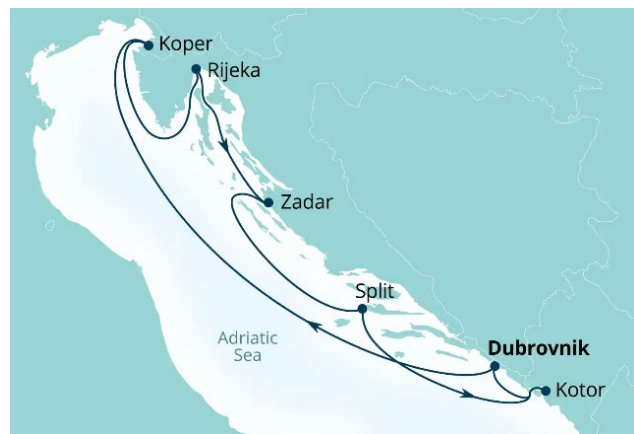 Koper
Rijeka
Zadar
Split
Adriatic
Sea
Dubrovnik
Kotor